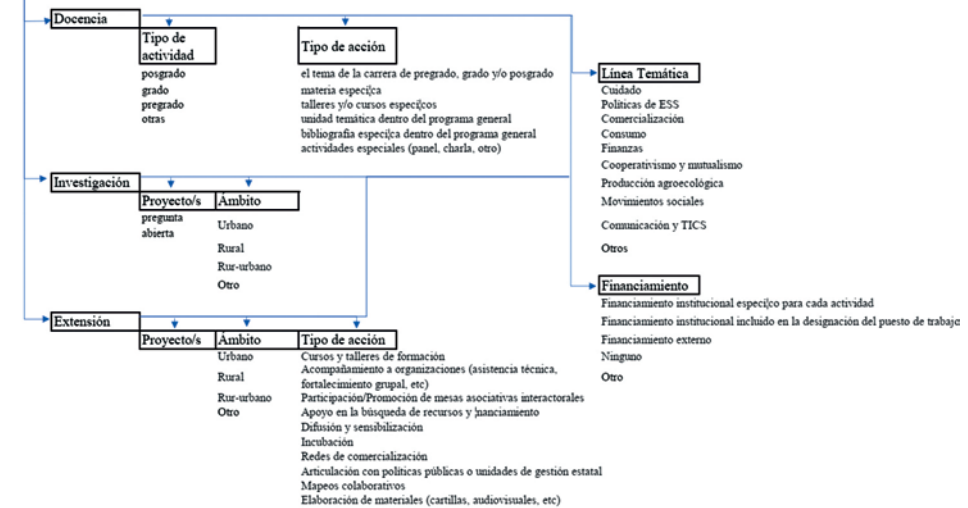 Docencia
Tipo de
actividad
posgrado
grado
pregrado
otras
Tipo de acción
el tema de la carrera de pregrado, grado y/o posgrado
materia específica
talleres y/o cursos específicos
unidad temática dentro del programa general
bibliografía específica dentro del programa general
actividades especiales (panel, charla, otro)
Línea Temática
Cuidado
Políticas de ESS
Comercialización
Consumo
Finanzas
Cooperativismo y mutualismo
Producción agroecológica
Movimientos sociales
Comunicación y TICS
Otros
Investigación
Proyecto/s
pregunta
abierta
Ámbito
Urbano
Rural
Rur-urbano
Otro
Financiamiento
Financiamiento institucional específico para cada actividad
Financiamiento institucional incluido en la designación del puesto de trabajo
Financiamiento externo
Ninguno
Otro
Extensión
Proyecto/s
Ámbito
Urbano
Rural
Rur-urbano
Otro
Tipo de acción
Cursos y talleres de formación
Acompañamiento a organizaciones (asistencia técnica,
fortalecimiento grupal, etc)
Participación/Promoción de mesas asociativas interactorales
Apoyo en la búsqueda de recursos y financiamiento
Difusión y sensibilización
Incubación
Redes de comercialización
Articulación con políticas públicas o unidades de gestión estatal
Mapeos colaborativos
Elaboración de materiales (cartillas, audiovisuales, etc)